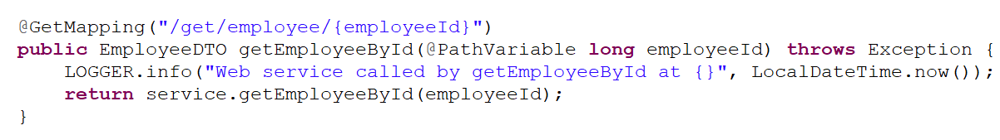 @GetMapping("/get/employee/{employeeId}")
public EmployeeDTO getEmployeeById(@PathVariable long employeeId) throws Exception {
    LOGGER.info("Web service called by getEmployeeById at {}", LocalDateTime.now());
    return service.getEmployeeById(employeeId);
}